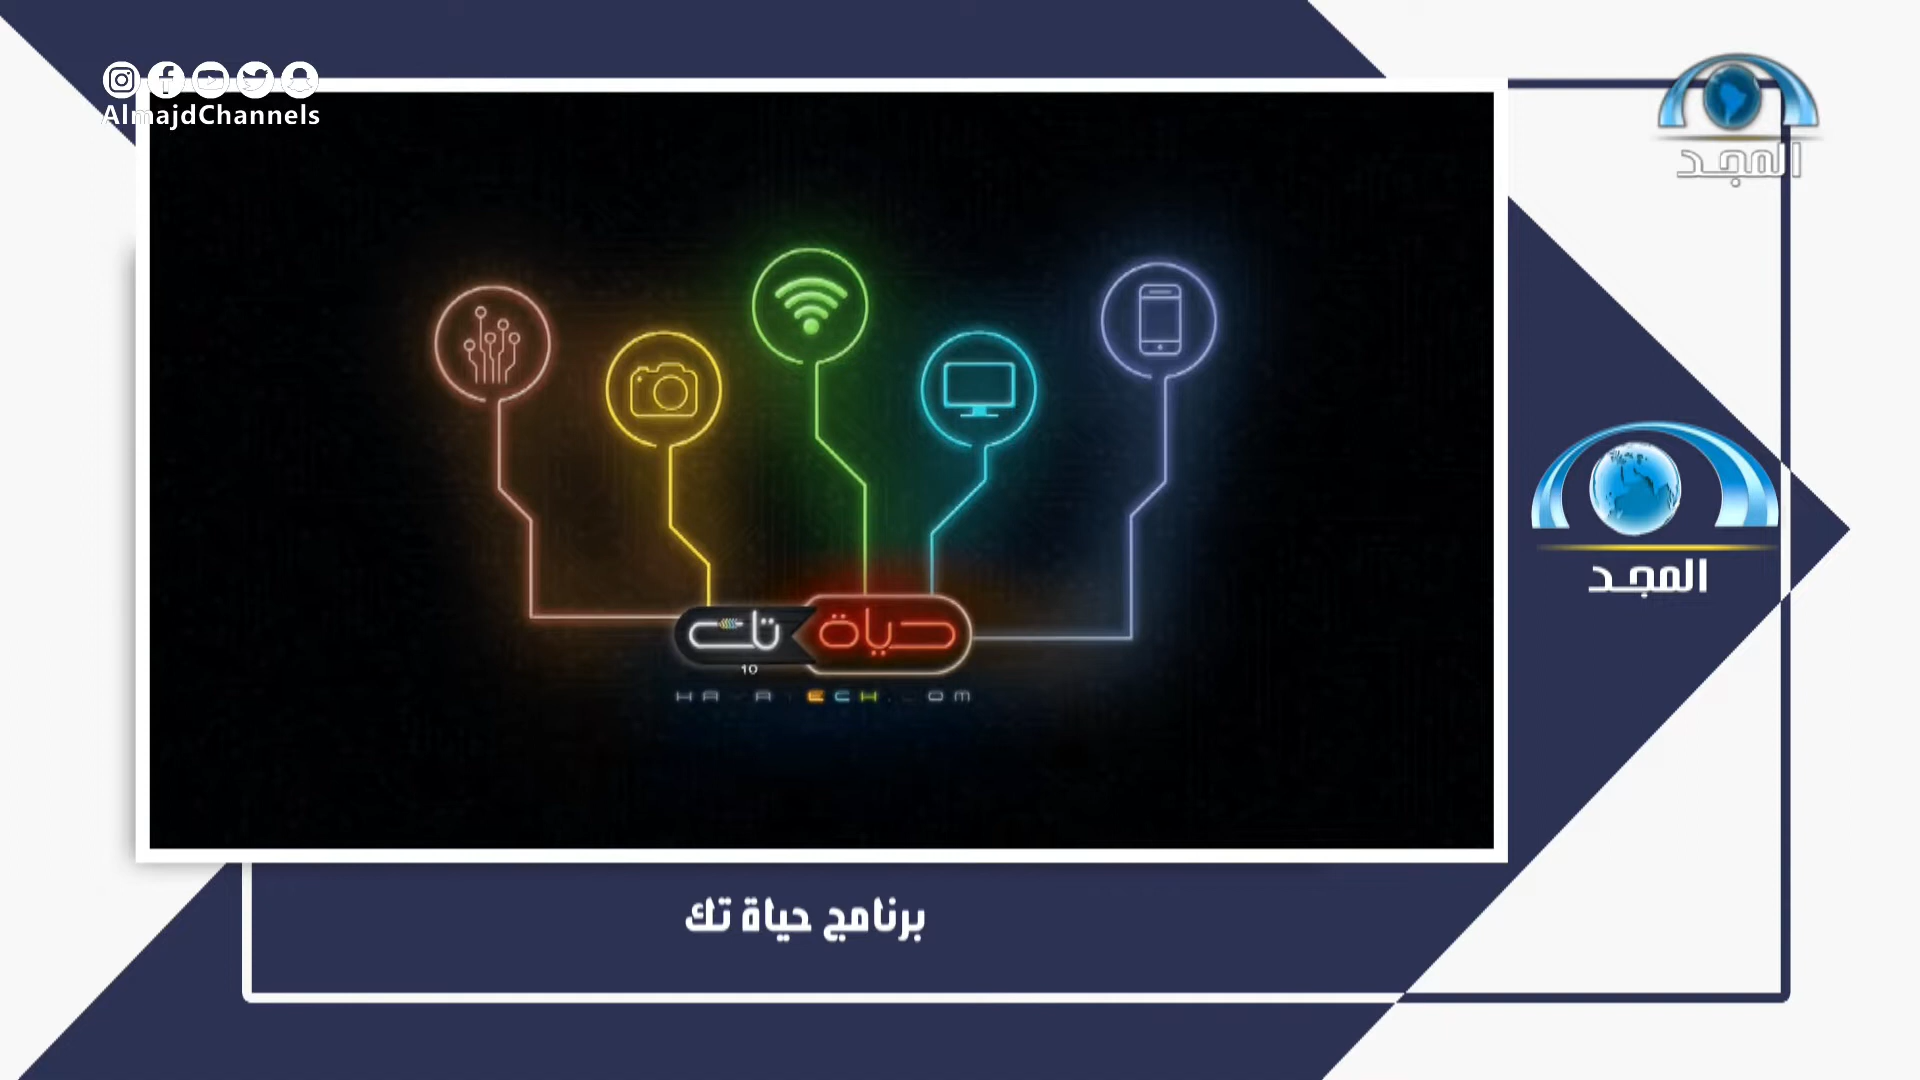 AlmajdChannels
المجد
المجد
حياة تك
10
برنامج حياة تك